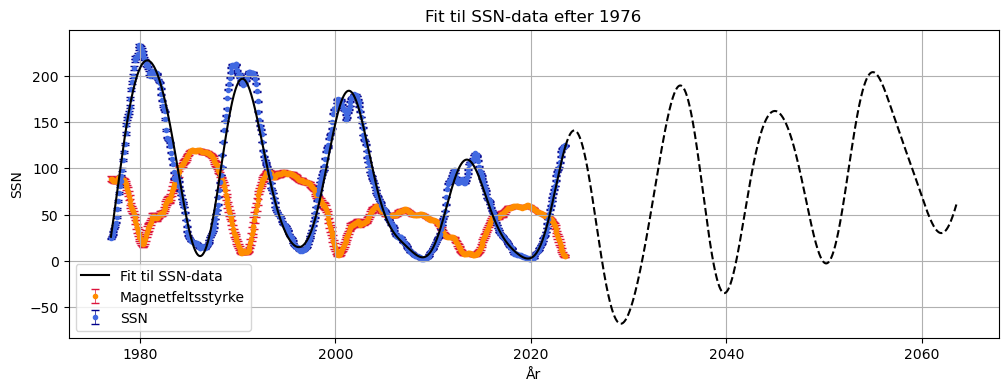 Fit til SSN-data efter 1976
SSN
200
150
100
50
0
−50
Fit til SSN-data
Magnetfeltsstyrke
SSN
1980
2000
2020
2040
2060
År